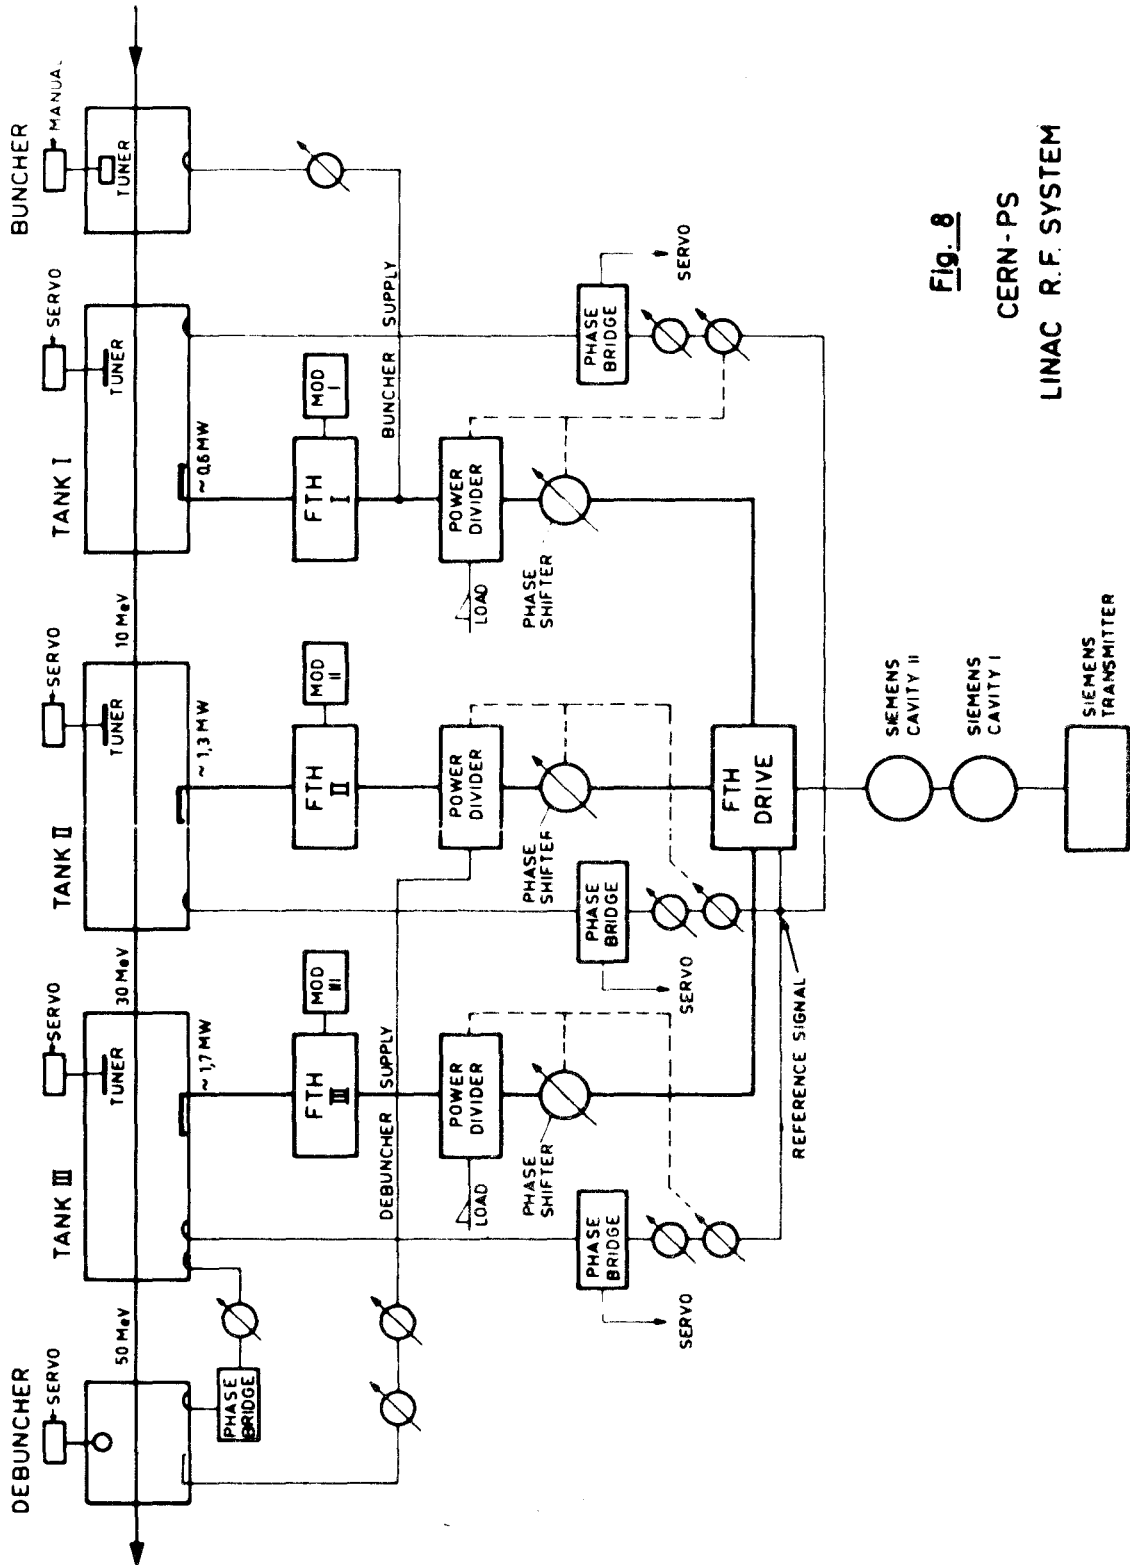 DEBUNCHER
SERVO
50 MeV
PHASE
BRIDGE
TANK III
SERVO
TUNER
~1,7 MW
30 MeV
TANK II
SERVO
TUNER
~1,3 MW
10 MeV
TANK I
SERVO
TUNER
~0,6 MW
BUNCHER
MANUAL
TUNER
FTH
III
MOD
III
FTH
II
MOD
II
FTH
I
MOD
I
DEBUNCHER SUPPLY
BUNCHER SUPPLY
LOAD
POWER
DIVIDER
POWER
DIVIDER
LOAD
POWER
DIVIDER
PHASE
SHIFTER
PHASE
SHIFTER
PHASE
SHIFTER
SERVO
PHASE
BRIDGE
SERVO
PHASE
BRIDGE
PHASE
BRIDGE
SERVO
REFERENCE SIGNAL
FTH
DRIVE
SIEMENS
CAVITY II
SIEMENS
CAVITY I
SIEMENS
TRANSMITTER
Fig. 8
CERN-PS
LINAC R.F. SYSTEM